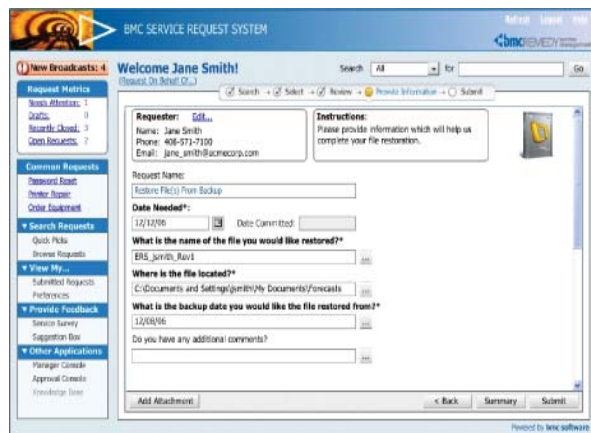 BMC SERVICE REQUEST SYSTEM
Refresh Logout Help
bmcREMEDY
New Broadcasts: 4
Welcome Jane Smith!
(Request On Behalf Of...)
Search All for Go
Search → Select → Review → Provide Information → Submit
Request Metrics
Needs Attention: 1
Drafts: 0
Recently Closed: 3
Open Requests: 2
Common Requests
Password Reset
Printer Repair
Order Equipment
Search Requests
Quick Picks
Browse Requests
View My...
Submitted Requests
Preferences
Provide Feedback
Service Survey
Suggestion Box
Other Applications
Manager Console
Approval Console
Knowledge Base
Requester: Edit...
Name: Jane Smith
Phone: 408-571-7100
Email: jane_smith@acmecorp.com
Instructions:
Please provide information which will help us
complete your file restoration.
Request Name:
Restore File(s) From Backup
Date Needed*:
12/12/06 Date Committed:
What is the name of the file you would like restored?*
ERS_jsmith_Rev1
Where is the file located?*
C:\Documents and Settings\jsmith\My Documents\Forecasts
What is the backup date you would like the file restored from?*
12/08/06
Do you have any additional comments?
Add Attachment < Back Summary Submit
Powered by bmc software